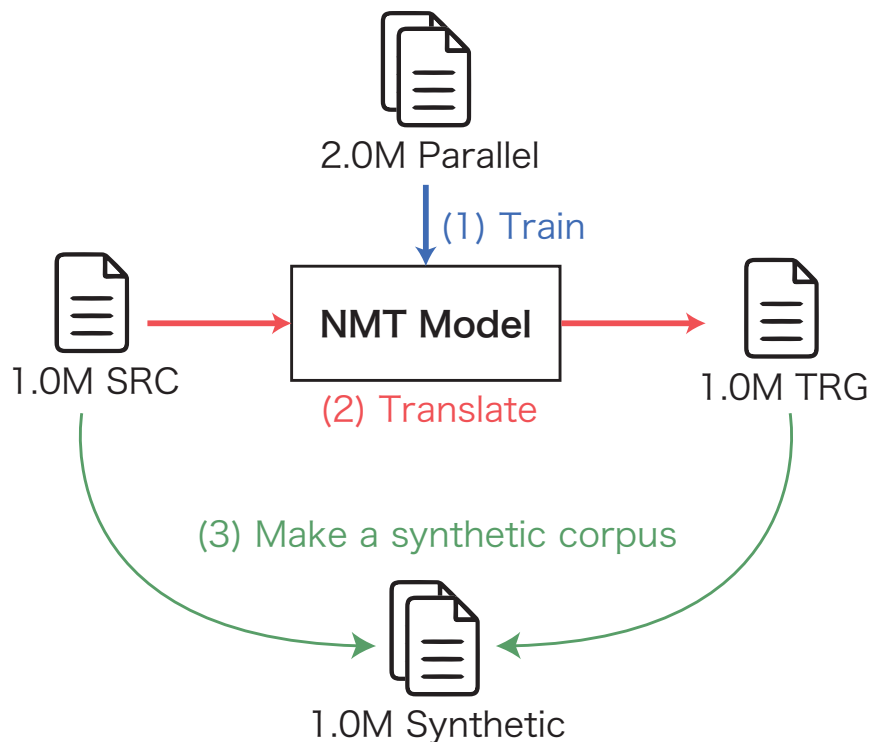 2.0M Parallel
(1) Train
NMT Model
1.0M SRC
(2) Translate
1.0M TRG
(3) Make a synthetic corpus
1.0M Synthetic